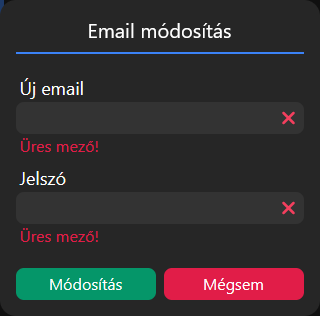 Email módosítás
Új email
Üres mező!
Jelszó
Üres mező!
Módosítás
Mégsem